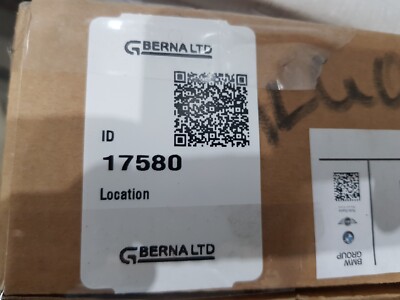 BERNA LTD
ID
17580
Location
BERNA LTD
BMW
GROUP